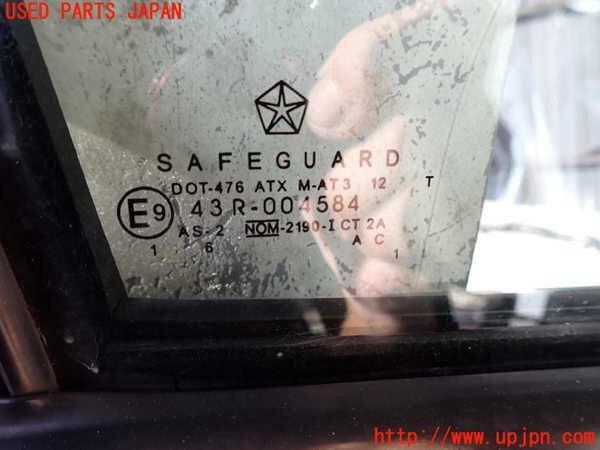 USED PARTS JAPAN
SAFEGUARD
DOT-476 ATX M-AT3 12 T
E9 43R-004584
AS-2 NOM-2190-I CT 2A
1 6 A C 1
http://www.upjpn.com/